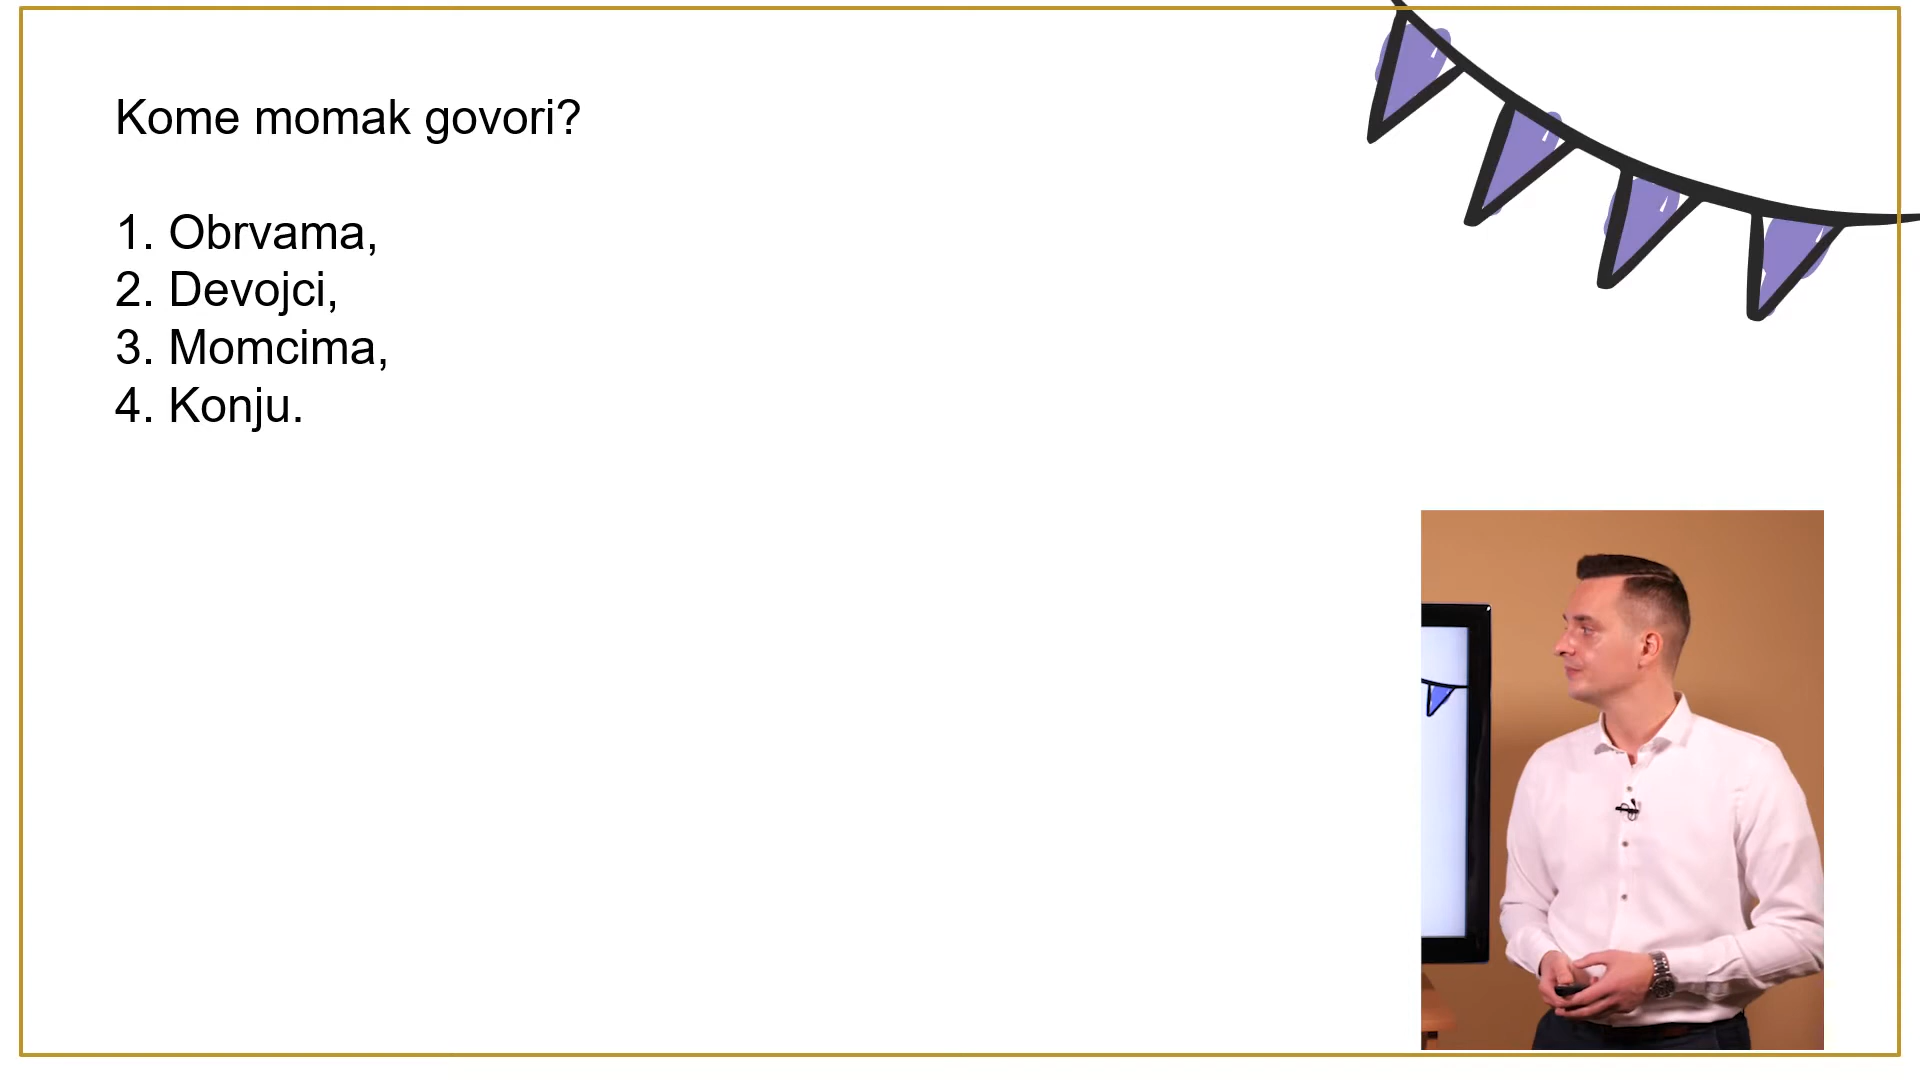 Kome momak govori?
1. Obrvama,
2. Devojci,
3. Momcima,
4. Konju.